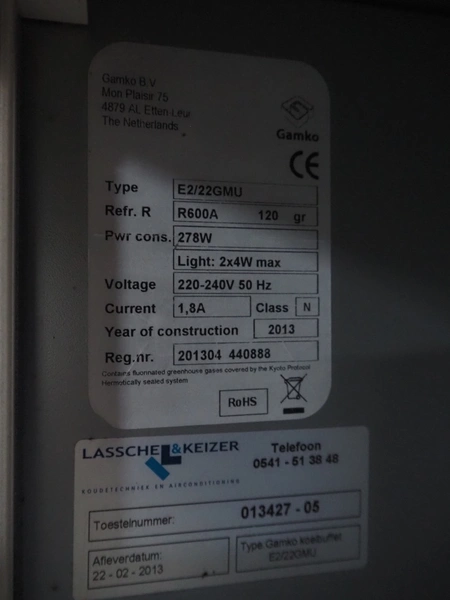 Gamko B.V.
Mon Plaisir 75
4879 AL Etten-Leur
The Netherlands
Gamko
CE
Type E2/22GMU
Refr. R R600A 120 gr
Pwr cons. 278W
Light: 2x4W max
Voltage 220-240V 50 Hz
Current 1,8A Class N
Year of construction 2013
Reg.nr. 201304 440888
Contains fluorinated greenhouse gases covered by the Kyoto Protocol
Hermetically sealed system
RoHS
LASSCHE & KEIZER
KOUDETECHNIEK EN AIRCONDITIONING
Telefoon
0541 - 51 38 48
Toestelnummer: 013427 - 05
Afleverdatum:
22 - 02 - 2013
Type Gamko koelbuffet
E2/22GMU